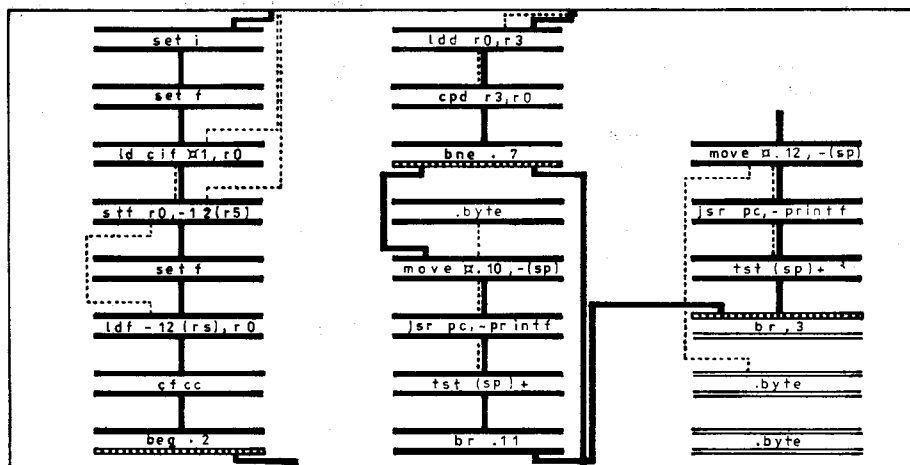 set i
set f
ld cif ¤1,r0
stf r0,-12(r5)
set f
ldf -12(rs),r0
cfcc
beq .2
ldd r0,r3
cpd r3,r0
bne .7
.byte
move ¤.10,-(sp)
jsr pc,~printf
tst (sp)+
br .11
move ¤.12,-(sp)
jsr pc,~printf
tst (sp)+
br ,3
.byte
.byte